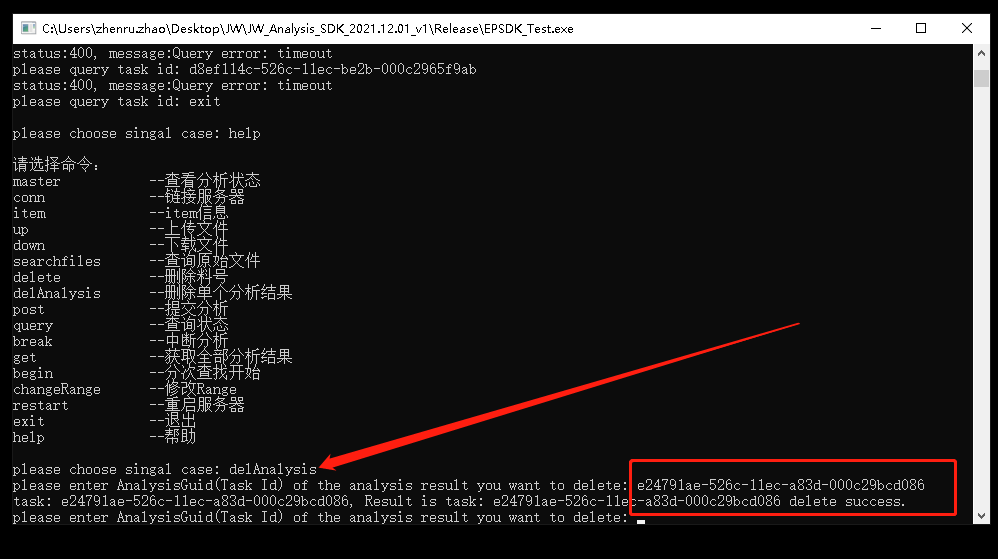 C:\Users\zhenru.zhao\Desktop\JW\JW_Analysis_SDK_2021.12.01_v1\Release\EPSDK_Test.exe
status:400, message:Query error: timeout
please query task id: d8ef114c-526c-11ec-be2b-000c2965f9ab
status:400, message:Query error: timeout
please query task id: exit
please choose singal case: help
请选择命令:
master --查看分析状态
conn --链接服务器
item --item信息
up --上传文件
down --下载文件
searchfiles --查询原始文件
delete --删除料号
delAnalysis --删除单个分析结果
post --提交分析
query --查询状态
break --中断分析
get --获取全部分析结果
begin --分次查找开始
changeRange --修改Range
restart --重启服务器
exit --退出
help --帮助
please choose singal case: delAnalysis
please enter AnalysisGuid(Task Id) of the analysis result you want to delete: e24791ae-526c-11ec-a83d-000c29bcd086
task: e24791ae-526c-11ec-a83d-000c29bcd086, Result is task: e24791ae-526c-11ec-a83d-000c29bcd086 delete success.
please enter AnalysisGuid(Task Id) of the analysis result you want to delete: